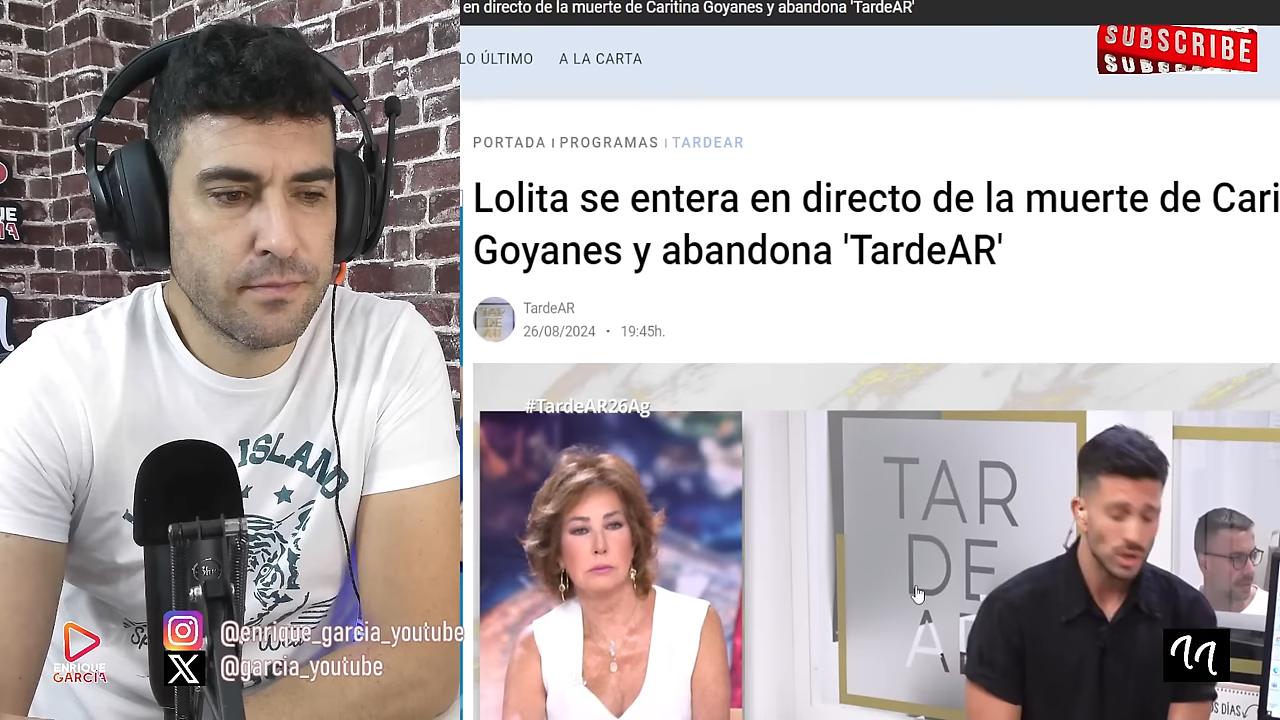 en directo de la muerte de Caritina Goyanes y abandona 'TardeAR'
SUBSCRIBE
LO ÚLTIMO A LA CARTA
PORTADA | PROGRAMAS | TARDEAR
Lolita se entera en directo de la muerte de Cari
Goyanes y abandona 'TardeAR'
TardeAR
26/08/2024 · 19:45h.
#TardeAR26Ag
TAR
DE
ISLAND
@enrique_garcia_youtube
@garcia_youtube
ENRIQUE
GARCIA